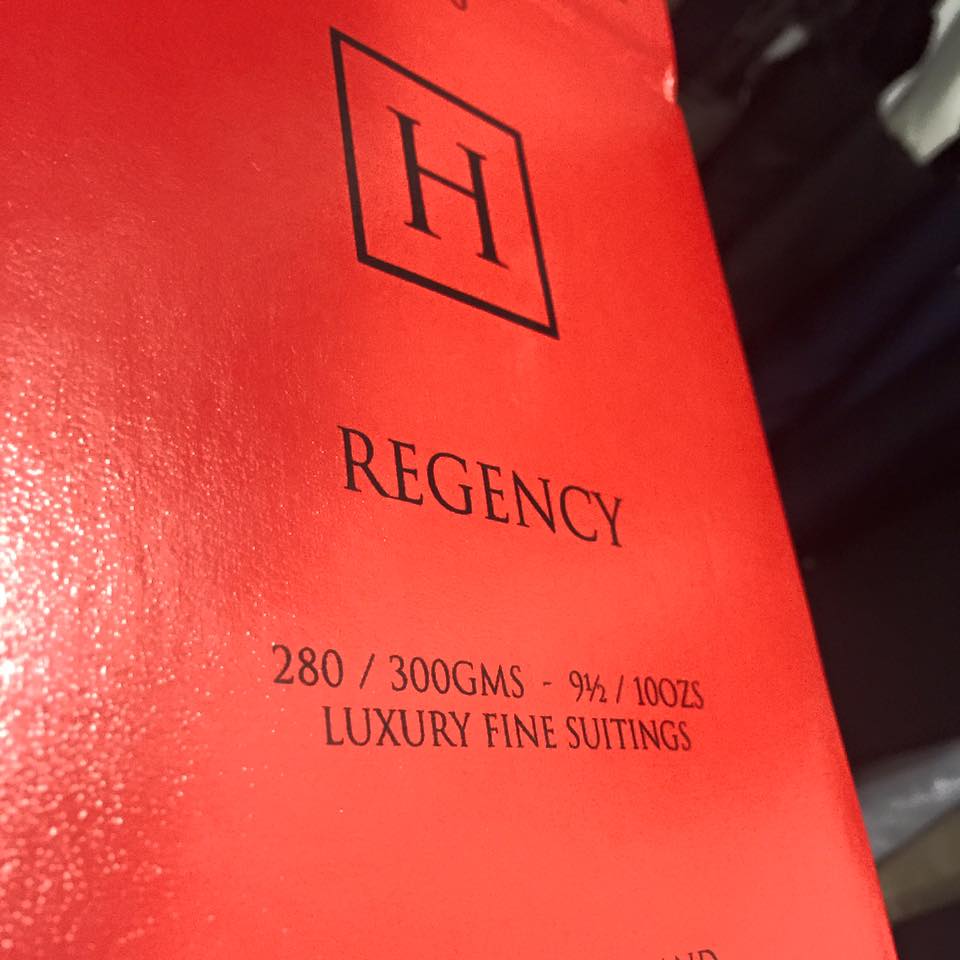 H
REGENCY
280 / 300GMS - 9½ / 10OZS
LUXURY FINE SUITINGS